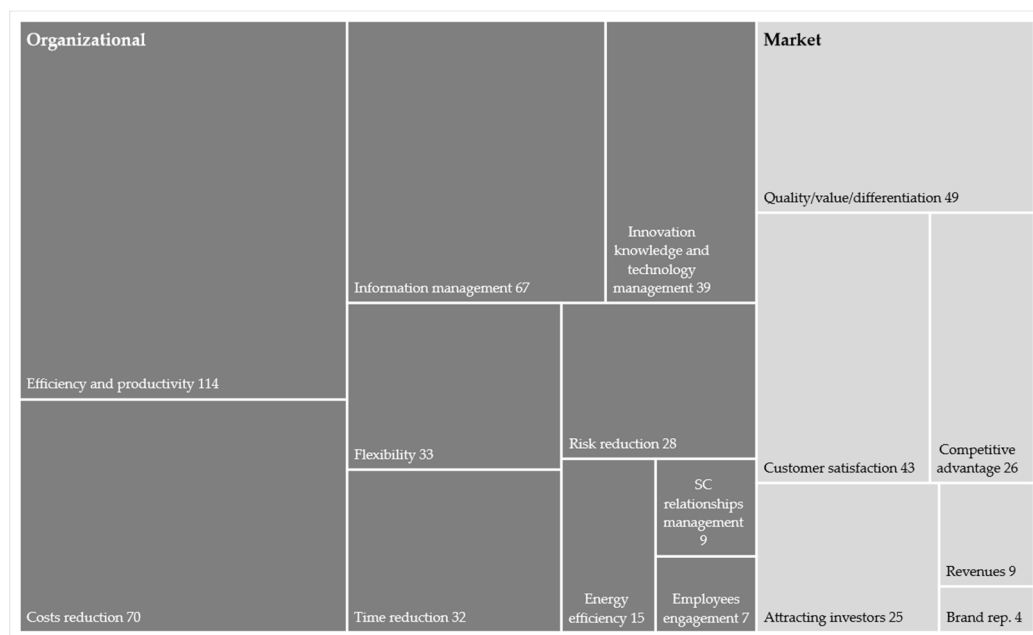 Organizational
Efficiency and productivity 114
Costs reduction 70
Information management 67
Innovation
knowledge and
technology
management 39
Flexibility 33
Risk reduction 28
Time reduction 32
Energy
efficiency 15
SC
relationships
management
9
Employees
engagement 7
Market
Quality/value/differentiation 49
Customer satisfaction 43
Competitive
advantage 26
Attracting investors 25
Revenues 9
Brand rep. 4